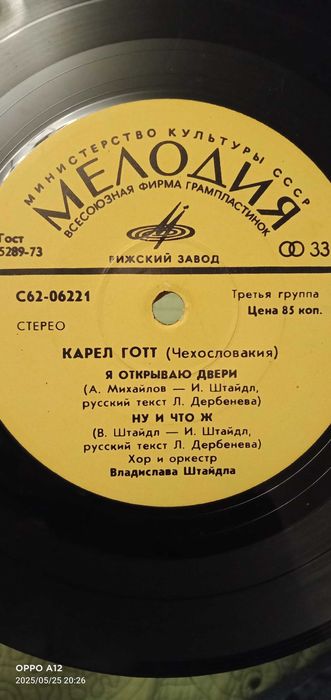 МИНИСТЕРСТВО КУЛЬТУРЫ СССР
МЕЛОДИЯ
ВСЕСОЮЗНАЯ ФИРМА ГРАМПЛАСТИНОК
Гост
5289-73
33
РИЖСКИЙ ЗАВОД
С62-06221
Третья группа
СТЕРЕО
Цена 85 коп.
КАРЕЛ ГОТТ (Чехословакия)
Я ОТКРЫВАЮ ДВЕРИ
(А. Михайлов — И. Штайдл,
русский текст Л. Дербенева)
НУ И ЧТО Ж
(В. Штайдл — И. Штайдл,
русский текст Л. Дербенева)
Хор и оркестр
Владислава Штайдла
OPPO A12
2025/05/25 20:26